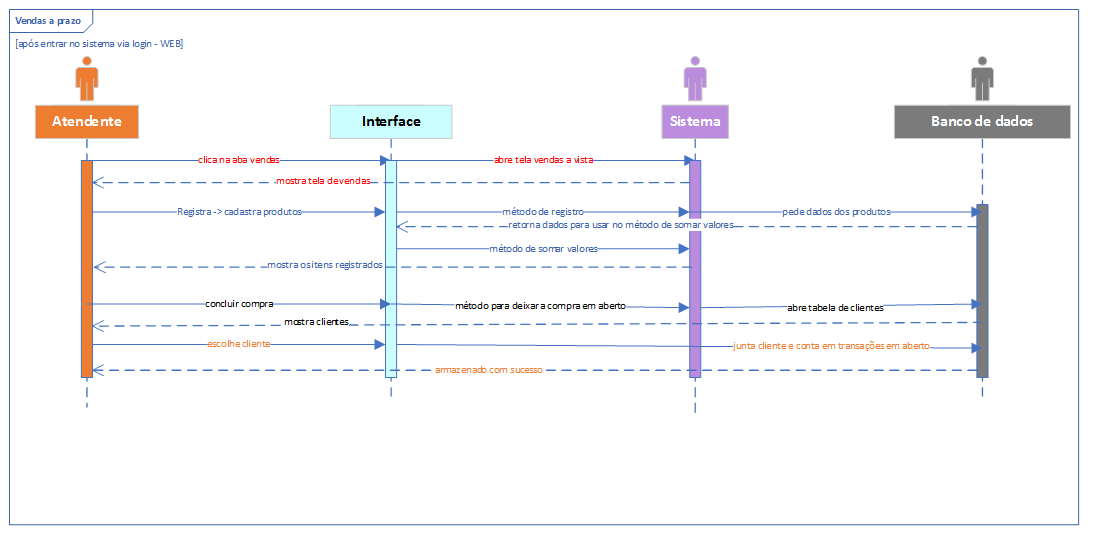 Vendas a prazo
[após entrar no sistema via login - WEB]
Atendente
Interface
Sistema
Banco de dados
clica na aba vendas
abre tela vendas a vista
mostra tela de vendas
Registra -> cadastra produtos
método de registro
pede dados dos produtos
retorna dados para usar no método de somar valores
método de somar valores
mostra os itens registrados
concluir compra
método para deixar a compra em aberto
abre tabela de clientes
mostra clientes
escolhe cliente
junta cliente e conta em transações em aberto
armazenado com sucesso